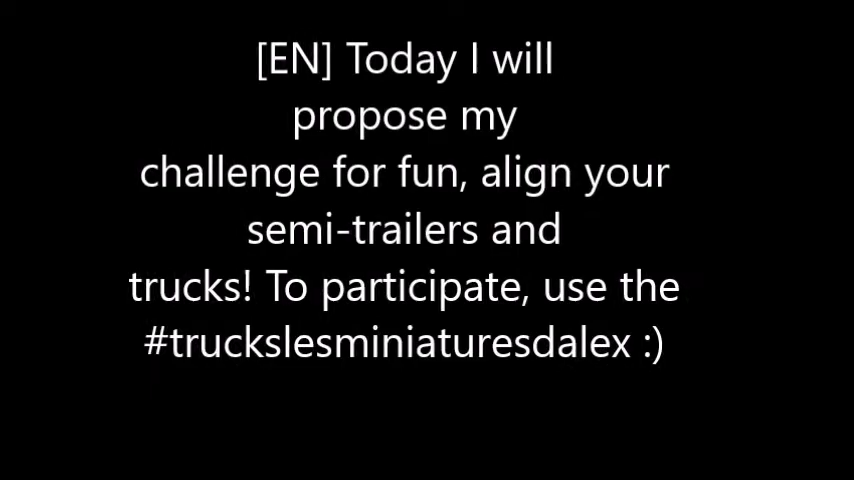 [EN] Today I will
propose my
challenge for fun, align your
semi-trailers and
trucks! To participate, use the
#truckslesminiaturesdalex :)